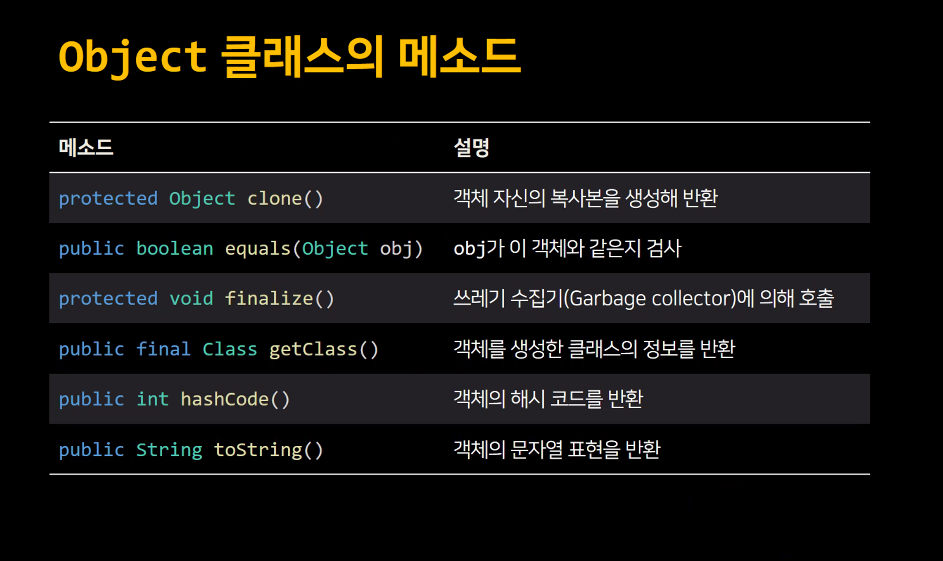 Object 클래스의 메소드
메소드 설명
protected Object clone() 객체 자신의 복사본을 생성해 반환
public boolean equals(Object obj) obj가 이 객체와 같은지 검사
protected void finalize() 쓰레기 수집기(Garbage collector)에 의해 호출
public final Class getClass() 객체를 생성한 클래스의 정보를 반환
public int hashCode() 객체의 해시 코드를 반환
public String toString() 객체의 문자열 표현을 반환